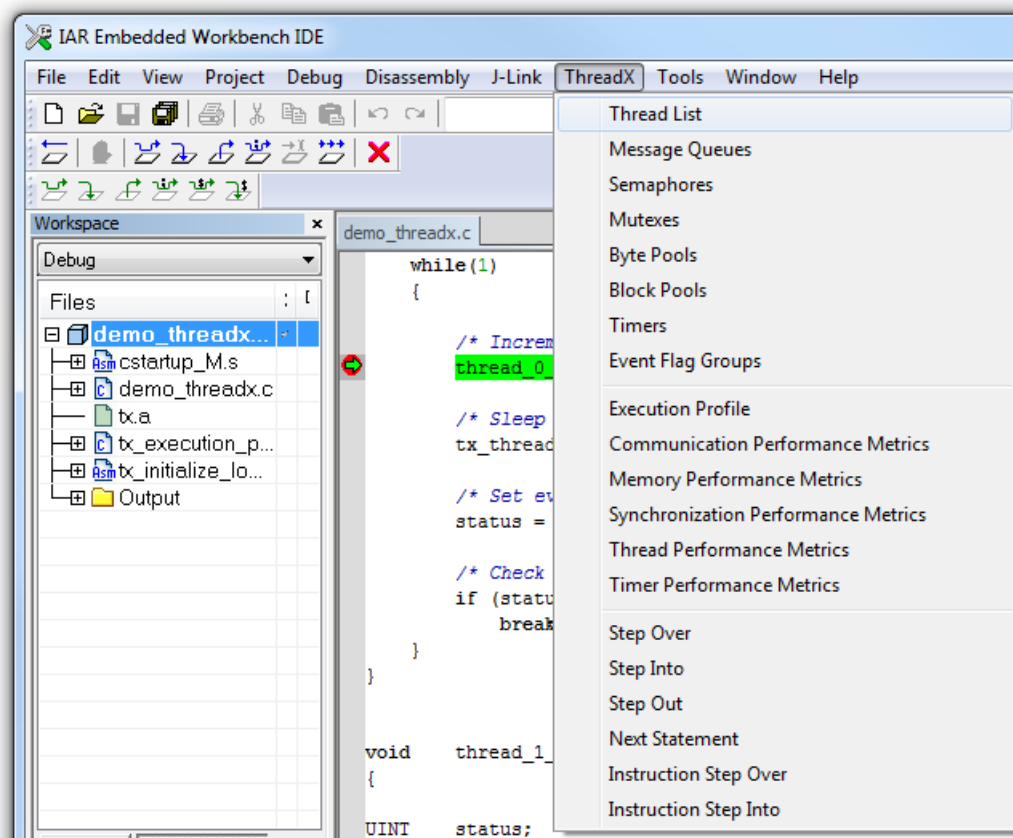 IAR Embedded Workbench IDE
File Edit View Project Debug Disassembly J-Link ThreadX Tools Window Help
Thread List
Message Queues
Semaphores
Mutexes
Byte Pools
Block Pools
Timers
Event Flag Groups
Execution Profile
Communication Performance Metrics
Memory Performance Metrics
Synchronization Performance Metrics
Thread Performance Metrics
Timer Performance Metrics
Step Over
Step Into
Step Out
Next Statement
Instruction Step Over
Instruction Step Into
Workspace
Debug
Files
demo_threadx...
cstartup_M.s
demo_threadx.c
tx.a
tx_execution_p...
tx_initialize_lo...
Output
demo_threadx.c
while(1)
{
/* Increm
thread_0_
/* Sleep
tx_thread
/* Set ev
status =
/* Check
if (statu
break
}
}
void thread_1_
{
UINT status;